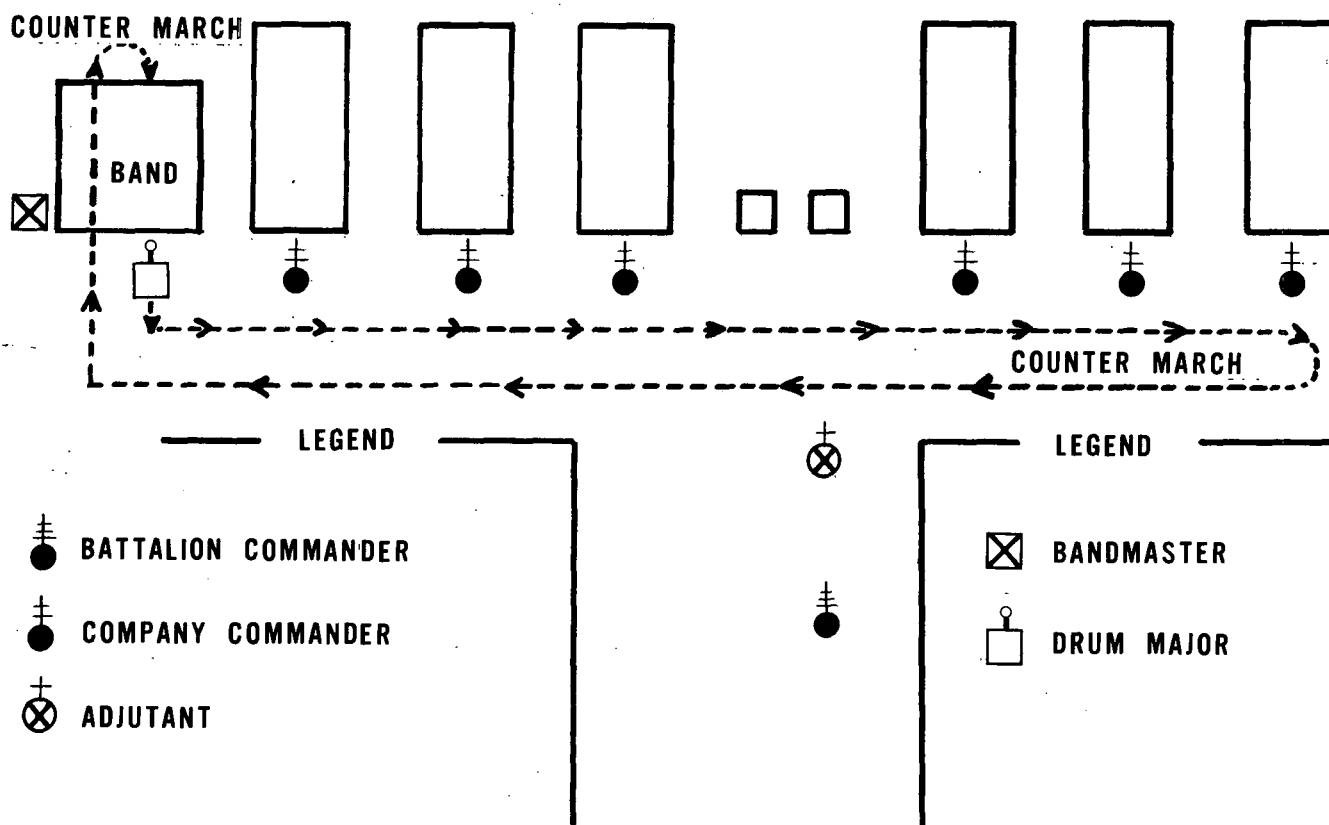 COUNTER MARCH
BAND
COUNTER MARCH
LEGEND
BATTALION COMMANDER
COMPANY COMMANDER
ADJUTANT
LEGEND
BANDMASTER
DRUM MAJOR